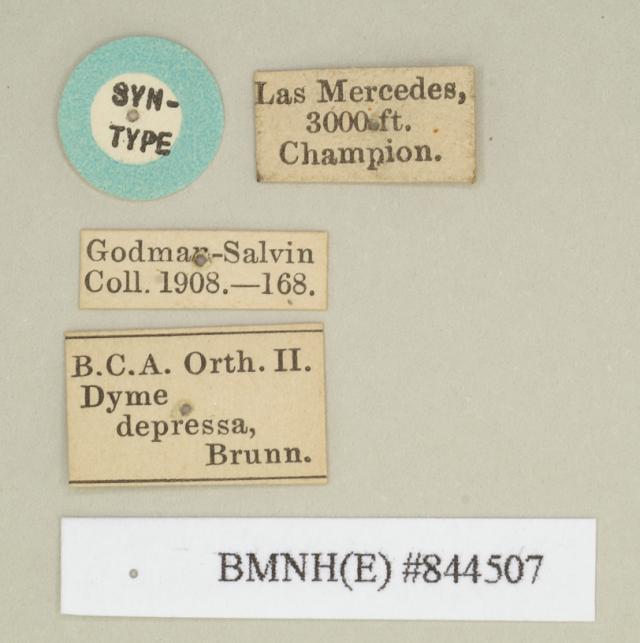 SYN-
TYPE
Las Mercedes,
3000 ft.
Champion.
Godman-Salvin
Coll. 1908.—168.
B.C.A. Orth. II.
Dyme
depressa,
Brunn.
BMNH(E) #844507